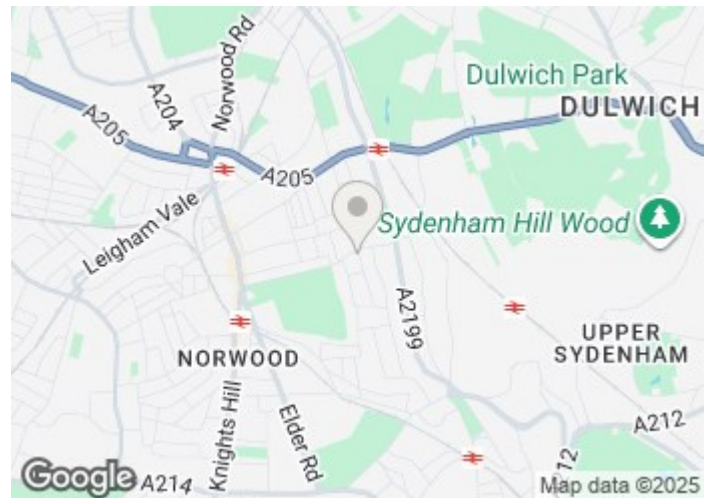 Norwood Rd
Dulwich Park
DULWICH
A204
A205
A205
Leigham Vale
Sydenham Hill Wood
A2199
UPPER
SYDENHAM
NORWOOD
Knights Hill
Elder Rd
A212
Google
A214
Map data ©2025